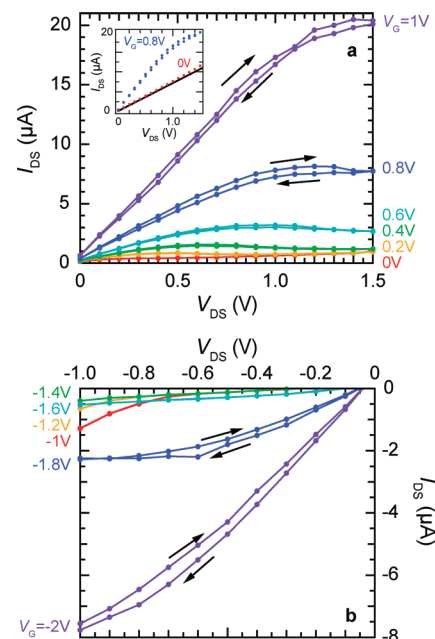 20
15
10
5
0
I_DS (μA)
0.0
0.5
1.0
1.5
V_DS (V)
a
V_G=1V
0.8V
0.6V
0.4V
0.2V
0V
V_G=0.8V
0V
20
10
0
I_DS (μA)
0
1.0
V_DS (V)
V_DS (V)
-1.0
-0.8
-0.6
-0.4
-0.2
0
0
-2
-4
-6
-8
I_DS (μA)
-1.4V
-1.6V
-1.2V
-1V
-1.8V
V_G=-2V
b